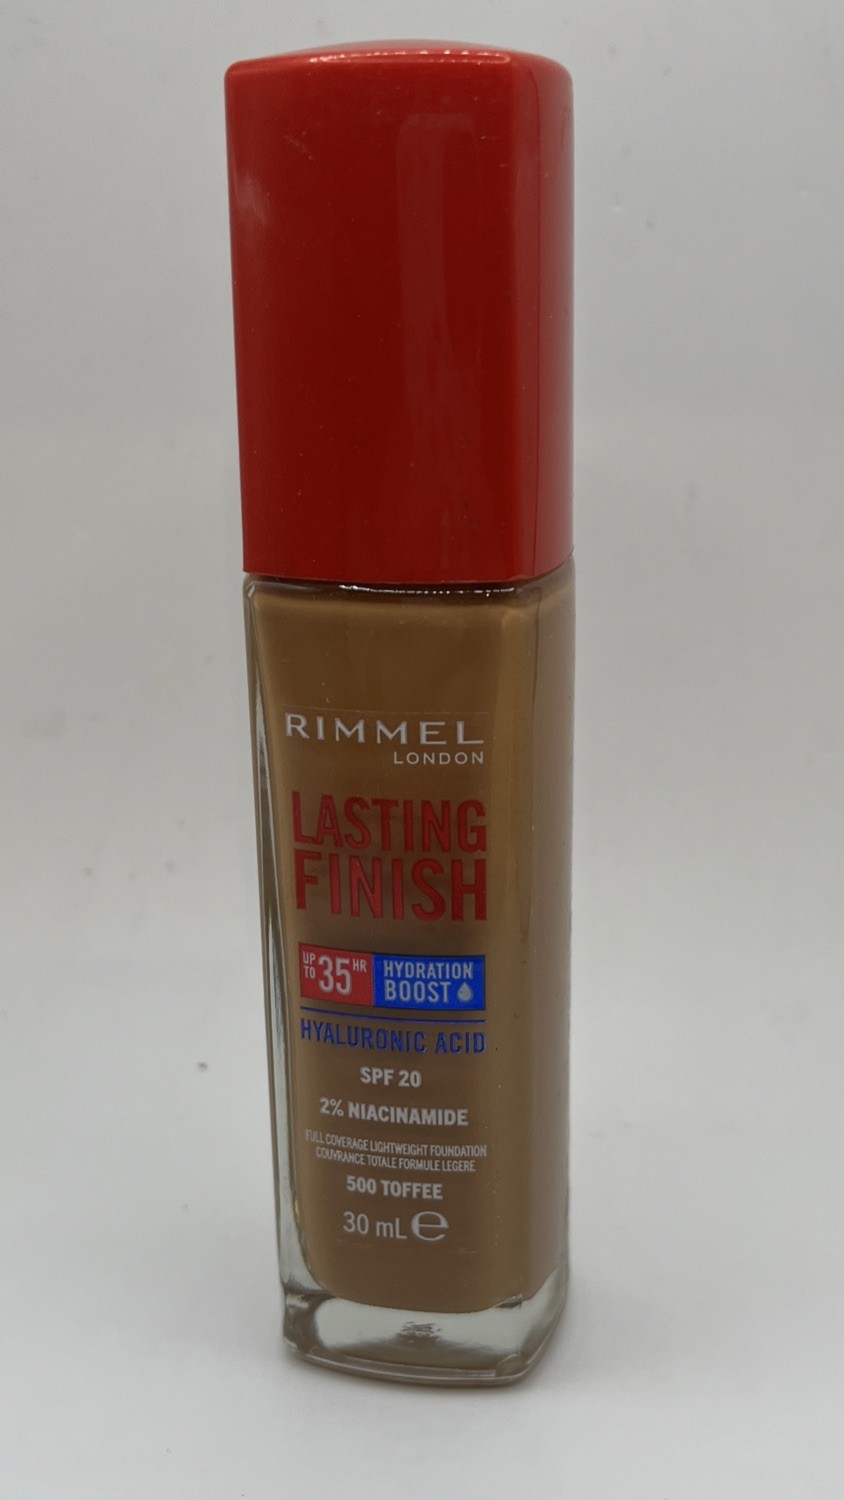 RIMMEL
LONDON
LASTING
FINISH
UP TO 35 HR HYDRATION BOOST
HYALURONIC ACID
SPF 20
2% NIACINAMIDE
FULL COVERAGE LIGHTWEIGHT FOUNDATION
COUVRANCE TOTALE FORMULE LEGERE
500 TOFFEE
30 mL ℮